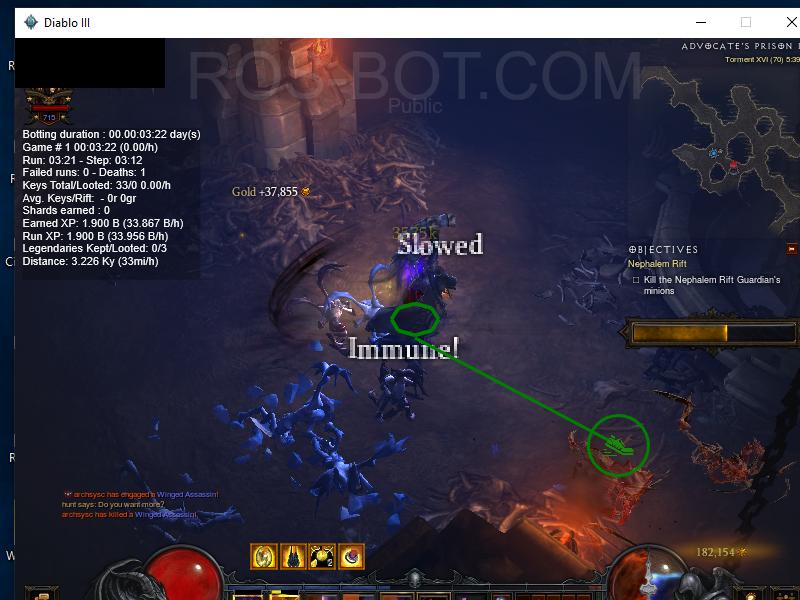 Diablo III
ADVOCATE'S PRISON
Torment XVI (70) 5:39
ROS-BOT.COM
Public
715
Botting duration : 00.00:03:22 day(s)
Game # 1 00:03:22 (0.00/h)
Run: 03:21 - Step: 03:12
Failed runs: 0 - Deaths: 1
Keys Total/Looted: 33/0 0.00/h
Avg. Keys/Rift:  - 0r 0gr
Shards earned : 0
Earned XP: 1.900 B (33.867 B/h)
Run XP: 1.900 B (33.956 B/h)
Legendaries Kept/Looted: 0/3
Distance: 3.226 Ky (33mi/h)
Gold +37,855
Slowed
OBJECTIVES
Nephalem Rift
Kill the Nephalem Rift Guardian's
minions
Immune!
archsysc has engaged a Winged Assassin!
hunt says: Do you want more?
archsysc has killed a Winged Assassin!
182,154
2